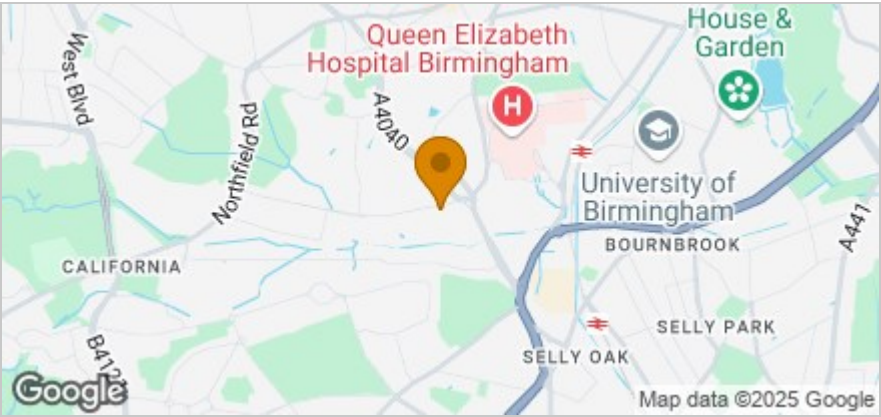 House &
Garden
Queen Elizabeth
Hospital Birmingham
H
West Blvd
A4040
Northfield Rd
University of
Birmingham
A441
BOURNBROOK
CALIFORNIA
SELLY PARK
B4121
SELLY OAK
Google
Map data ©2025 Google